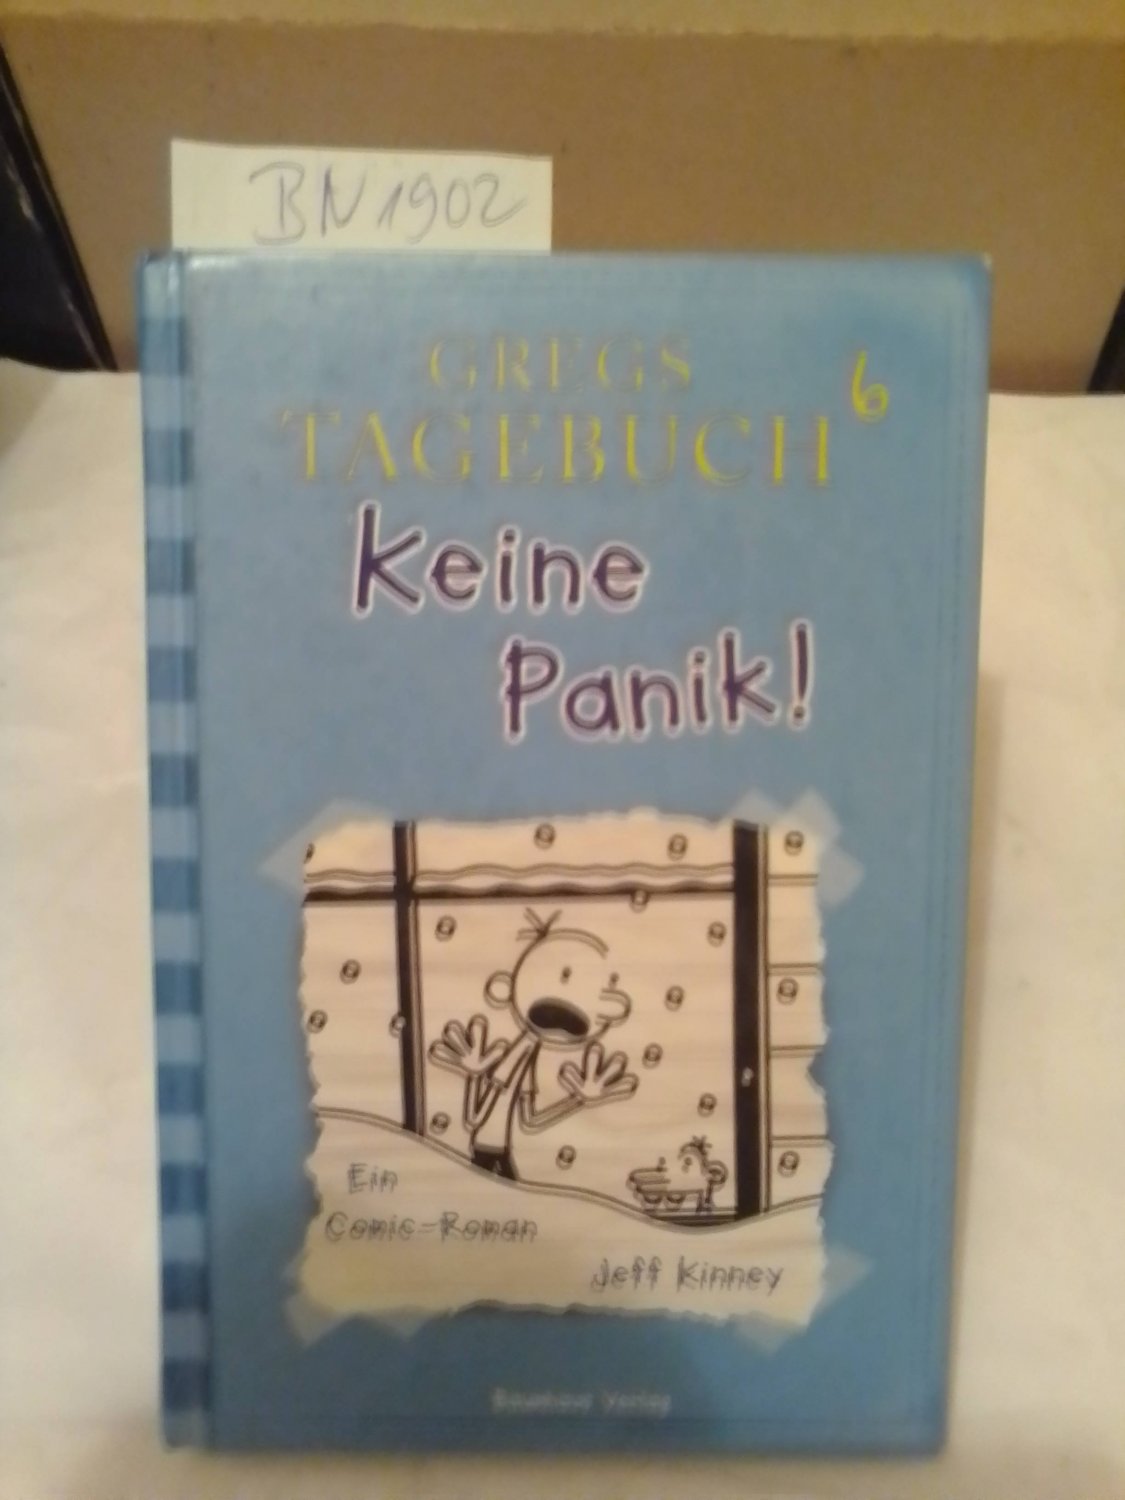 BN1902
GREGS
TAGEBUCH 6
Keine
Panik!
Ein
Comic-Roman
Jeff Kinney
Baumhaus Verlag